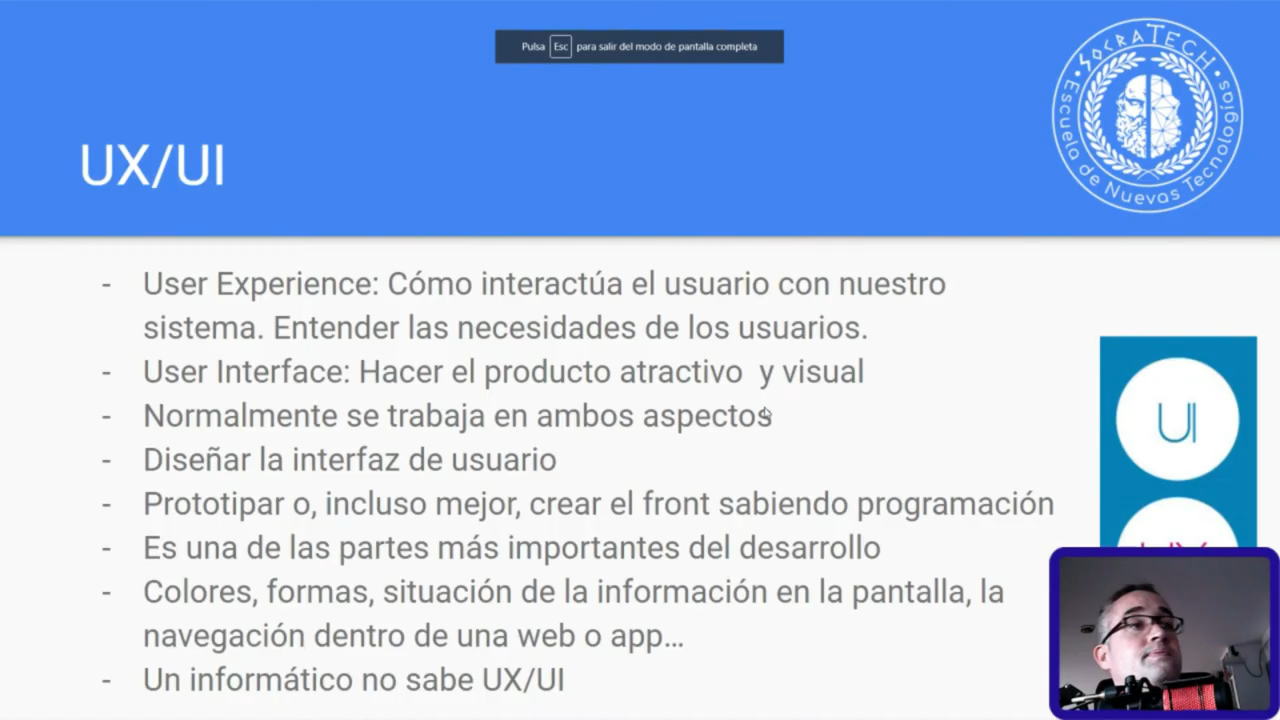 Pulsa Esc para salir del modo de pantalla completa
SOCRATECH
Escuela de Nuevas Tecnologías
UX/UI
- User Experience: Cómo interactúa el usuario con nuestro
sistema. Entender las necesidades de los usuarios.
- User Interface: Hacer el producto atractivo  y visual
- Normalmente se trabaja en ambos aspectos
- Diseñar la interfaz de usuario
- Prototipar o, incluso mejor, crear el front sabiendo programación
- Es una de las partes más importantes del desarrollo
- Colores, formas, situación de la información en la pantalla, la
navegación dentro de una web o app...
- Un informático no sabe UX/UI
UI